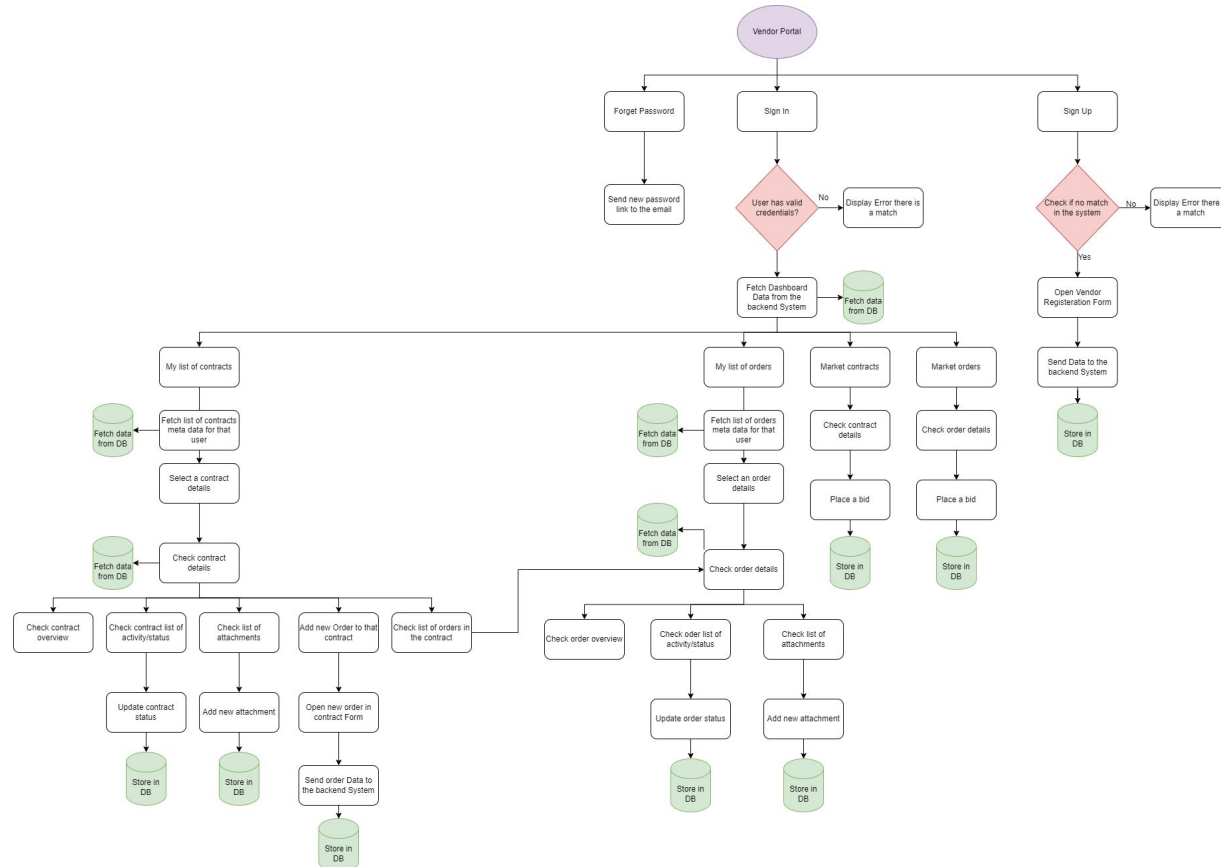 Vendor Portal
Forget Password
Sign In
Sign Up
Send new password
link to the email
User has valid
credentials?
No
Display Error there is
a match
Check if no match
in the system
No
Display Error there is
a match
Yes
Fetch Dashboard
Data from the
backend System
Fetch data
from DB
Open Vendor
Registeration Form
My list of contracts
My list of orders
Market contracts
Market orders
Send Data to the
backend System
Fetch data
from DB
Fetch list of contracts
meta data for that
user
Fetch data
from DB
Fetch list of orders
meta data for that
user
Check contract
details
Check order details
Store in
DB
Select a contract
details
Select an order
details
Place a bid
Place a bid
Fetch data
from DB
Fetch data
from DB
Check contract
details
Check order details
Store in
DB
Store in
DB
Check contract
overview
Check contract list of
activity/status
Check list of
attachments
Add new Order to that
contract
Check list of orders in
the contract
Check order overview
Check oder list of
activity/status
Check list of
attachments
Update contract
status
Add new attachment
Open new order in
contract Form
Update order status
Add new attachment
Store in
DB
Store in
DB
Send order Data to
the backend System
Store in
DB
Store in
DB
Store in
DB